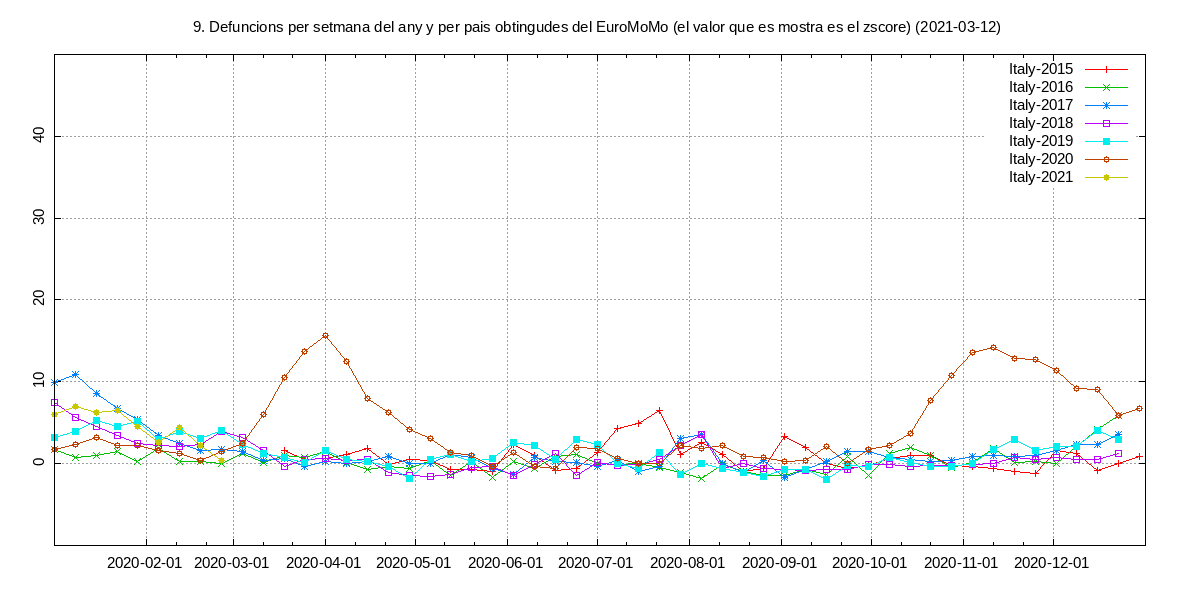 9. Defuncions per setmana del any y per pais obtingudes del EuroMoMo (el valor que es mostra es el zscore) (2021-03-12)
Italy-2015
Italy-2016
Italy-2017
Italy-2018
Italy-2019
Italy-2020
Italy-2021
40
30
20
10
0
2020-02-01 2020-03-01 2020-04-01 2020-05-01 2020-06-01 2020-07-01 2020-08-01 2020-09-01 2020-10-01 2020-11-01 2020-12-01